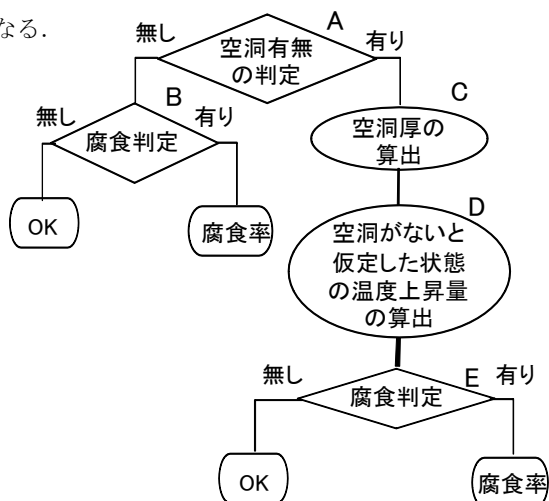 なる.
A
無し
有り
空洞有無
の判定
B
無し
有り
腐食判定
C
空洞厚の
算出
OK
腐食率
D
空洞がないと
仮定した状態
の温度上昇量
の算出
無し
E
有り
腐食判定
OK
腐食率